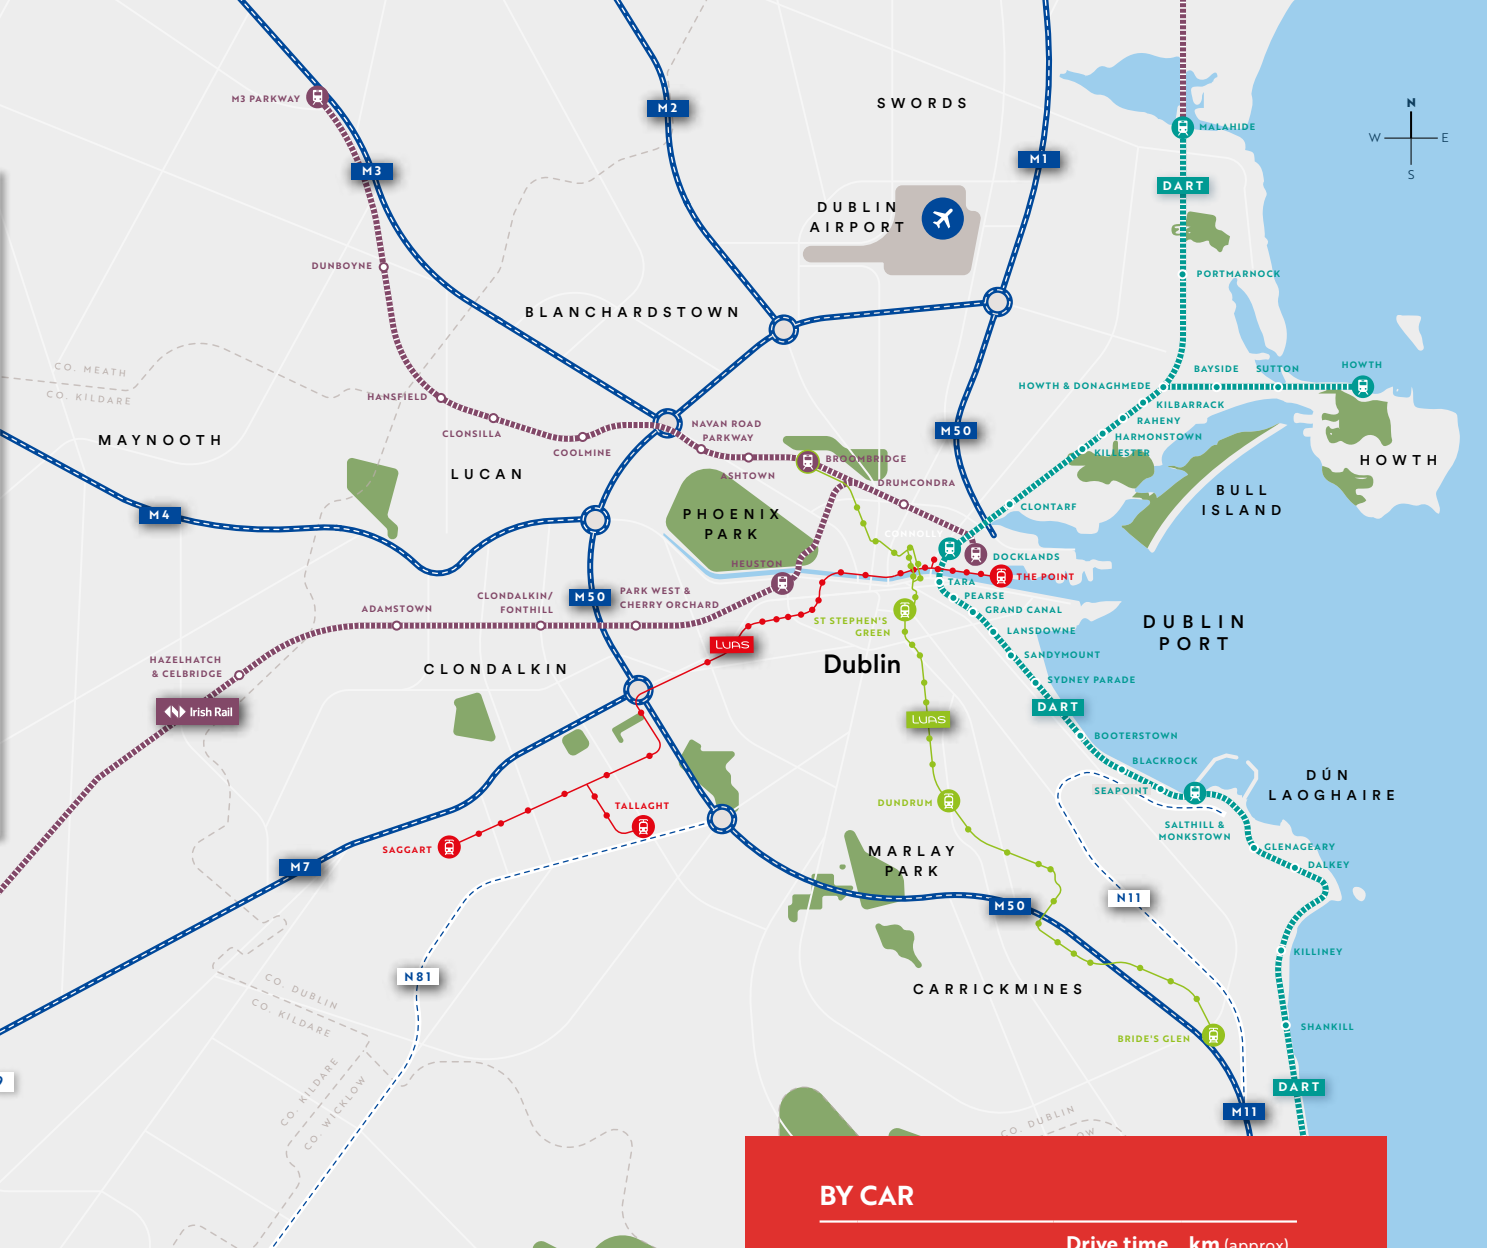 M3 PARKWAY
M2
SWORDS
M1
MALAHIDE
N
W
E
S
M3
DART
DUBLIN
AIRPORT
DUNBOYNE
PORTMARNOCK
BLANCHARDSTOWN
CO. MEATH
CO. KILDARE
HANSFIELD
CLONSILLA
COOLMINE
NAVAN ROAD
PARKWAY
ASHTOWN
BROOMBRIDGE
DRUMCONDRA
M50
HOWTH & DONAGHMEDE
BAYSIDE
SUTTON
HOWTH
KILBARRACK
RAHENY
HARMONSTOWN
KILLESTER
CLONTARF
HOWTH
BULL
ISLAND
MAYNOOTH
LUCAN
M4
PHOENIX
PARK
HEUSTON
CONNOLLY
DOCKLANDS
THE POINT
TARA
PEARSE
GRAND CANAL
LANSDOWNE
SANDYMOUNT
SYDNEY PARADE
DUBLIN
PORT
ADAMSTOWN
CLONDALKIN/
FONTHILL
M50
PARK WEST &
CHERRY ORCHARD
ST STEPHEN'S
GREEN
LUAS
Dublin
HAZELHATCH
& CELBRIDGE
CLONDALKIN
Irish Rail
LUAS
DART
BOOTERSTOWN
BLACKROCK
SEAPOINT
DÚN
LAOGHAIRE
SALTHILL &
MONKSTOWN
GLENAGEARY
DALKEY
DUNDRUM
TALLAGHT
SAGGART
M7
MARLAY
PARK
M50
N11
KILLINEY
N81
CARRICKMINES
CO. DUBLIN
CO. KILDARE
SHANKILL
BRIDE'S GLEN
CO. KILDARE
CO. WICKLOW
DART
M11
CO. DUBLIN
BY CAR
Drive time km (approx)